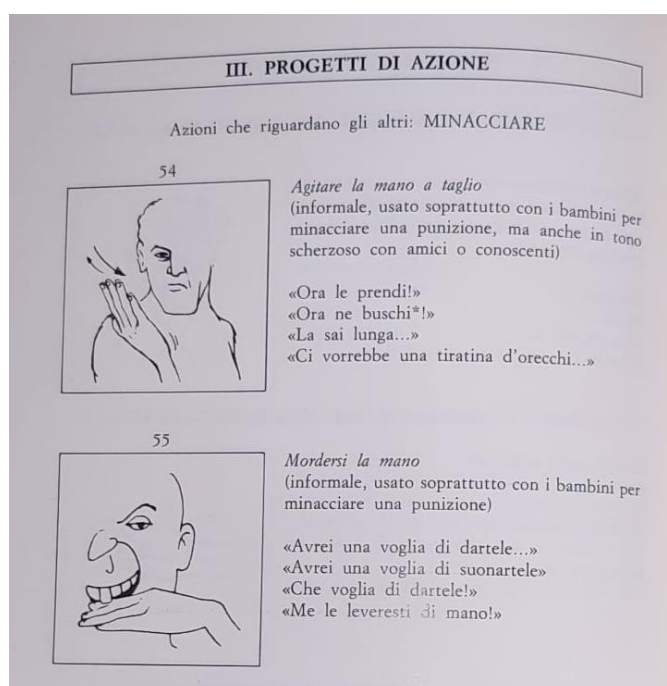 III. PROGETTI DI AZIONE
Azioni che riguardano gli altri: MINACCIARE
54
Agitare la mano a taglio
(informale, usato soprattutto con i bambini per
minacciare una punizione, ma anche in tono
scherzoso con amici o conoscenti)
«Ora le prendi!»
«Ora ne buschi*!»
«La sai lunga...»
«Ci vorrebbe una tiratina d'orecchi...»
55
Mordersi la mano
(informale, usato soprattutto con i bambini per
minacciare una punizione)
«Avrei una voglia di dartele...»
«Avrei una voglia di suonartele»
«Che voglia di dartele!»
«Me le leveresti di mano!»